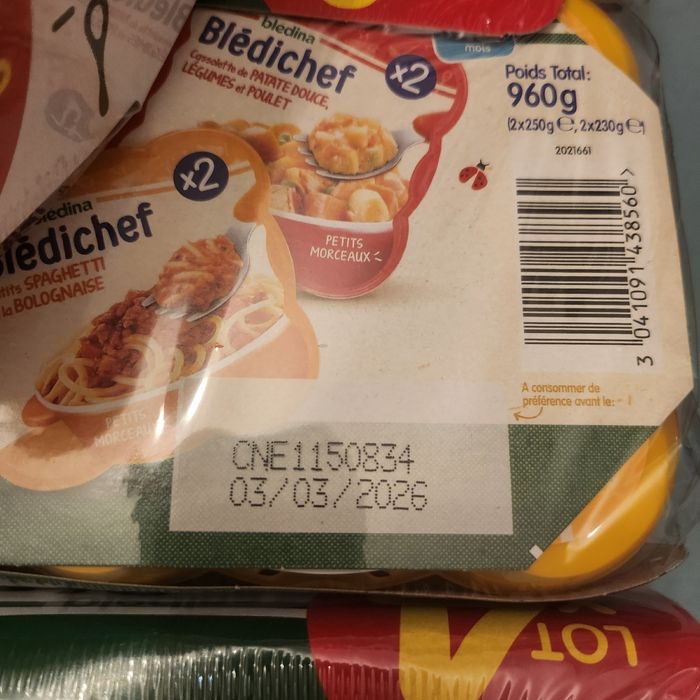 blédina
Blédichef
Cassolette de PATATE DOUCE,
LÉGUMES et POULET
x2
mois
PETITS
MORCEAUX
Poids Total:
960g
(2x250g℮, 2x230g℮)
2021661
3 041091 438560 >
A consommer de
préférence avant le:
x2
Blédichef
SPAGHETTI
la BOLOGNAISE
PETITS
MORCEAUX
CNE1150834
03/03/2026
LOT